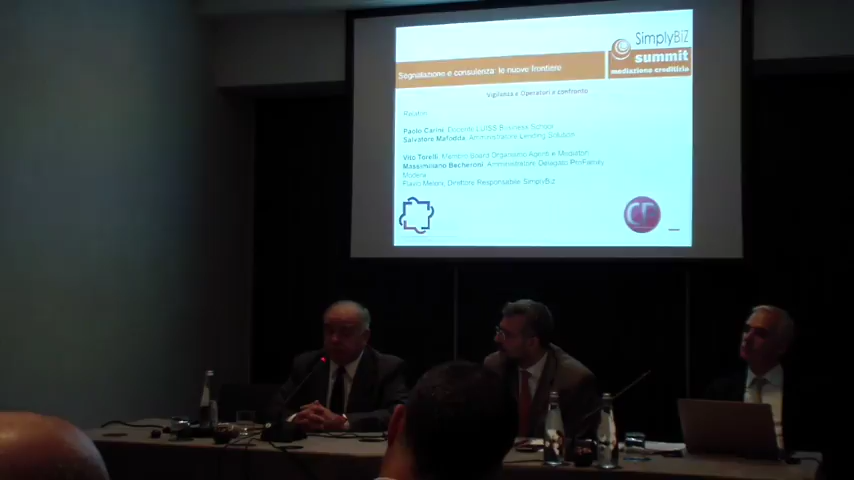 SimplyBiz
summit
mediazione creditizia
Segnalazione e consulenza: le nuove frontiere
Vigilanza e Operatori a confronto
Relatori:
Paolo Carini, Docente LUISS Business School
Salvatore Mafodda, Amministratore Lending Solution
Vito Torelli, Membro Board Organismo Agenti e Mediatori
Massimiliano Becheroni, Amministratore Delegato ProFamily
Modera:
Flavio Meloni, Direttore Responsabile SimplyBiz